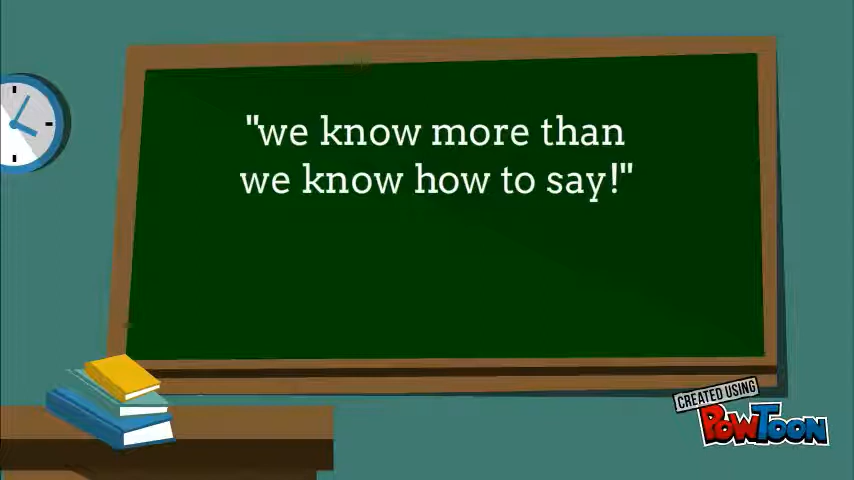 "we know more than
we know how to say!"
CREATED USING
POWTOON